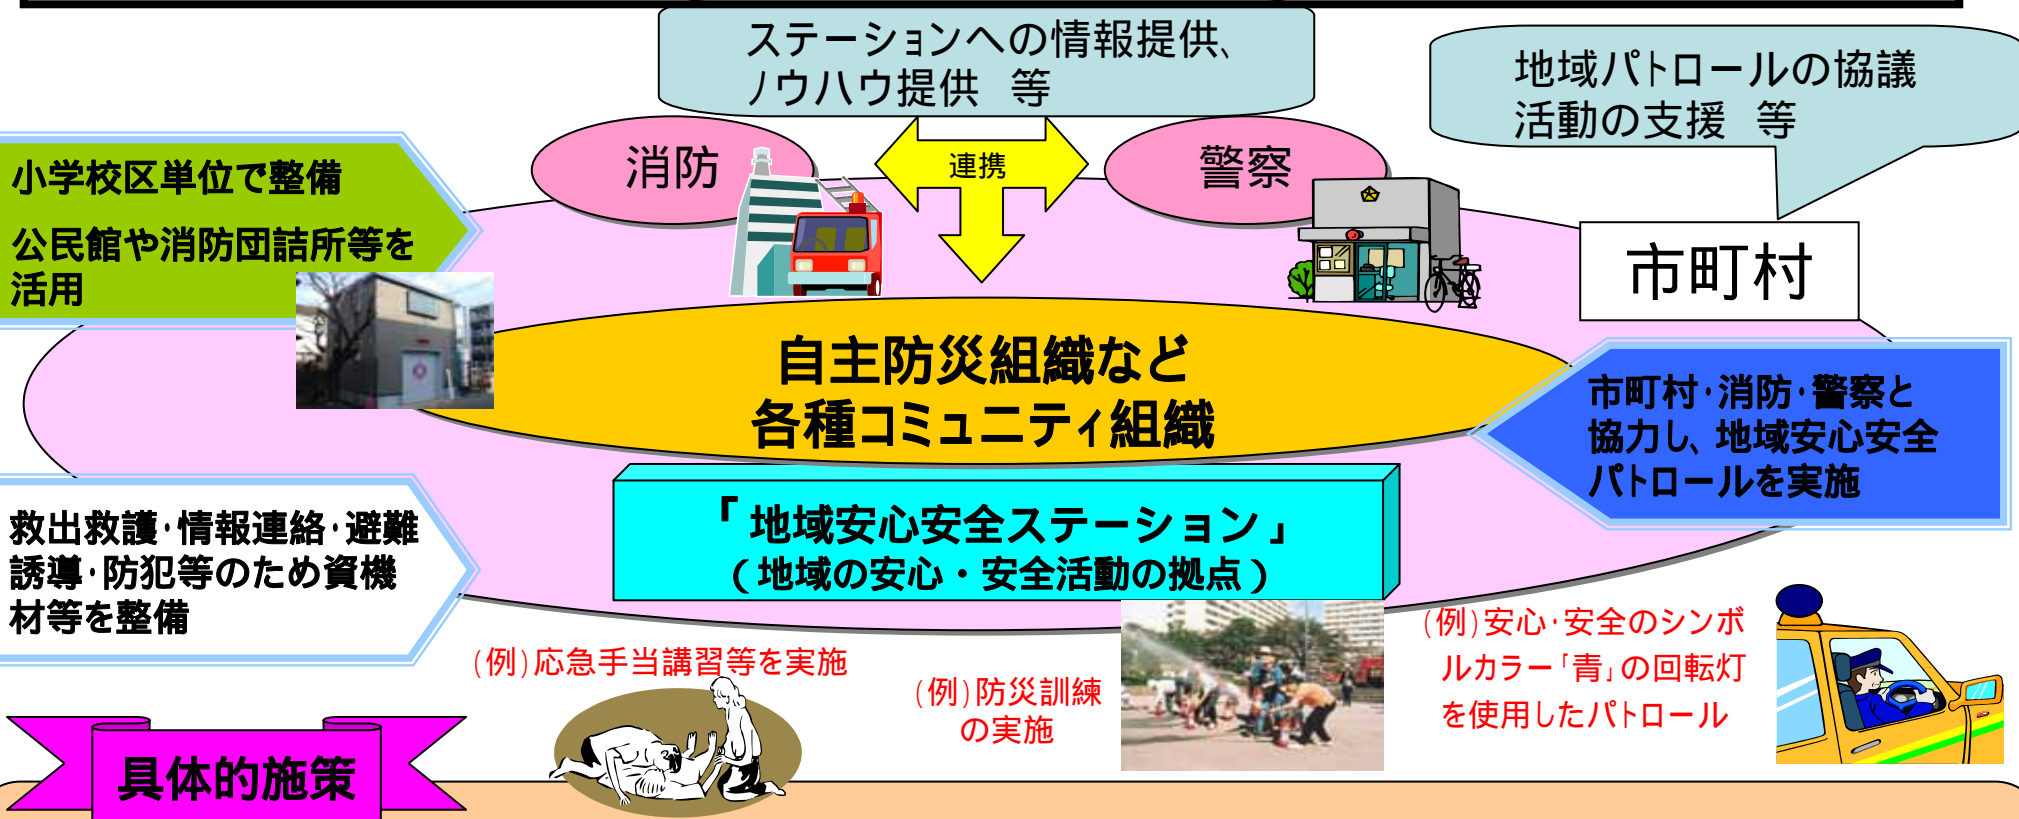 ステーションへの情報提供、
ノウハウ提供　等
地域パトロールの協議
活動の支援　等
小学校区単位で整備
公民館や消防団詰所等を
活用
消防
連携
警察
市町村
自主防災組織など
各種コミュニティ組織
市町村・消防・警察と
協力し、地域安心安全
パトロールを実施
救出救護・情報連絡・避難
誘導・防犯等のため資機
材等を整備
「地域安心安全ステーション」
（地域の安心・安全活動の拠点）
(例)応急手当講習等を実施
(例)防災訓練
の実施
(例)安心・安全のシンボ
ルカラー「青」の回転灯
を使用したパトロール
具体的施策